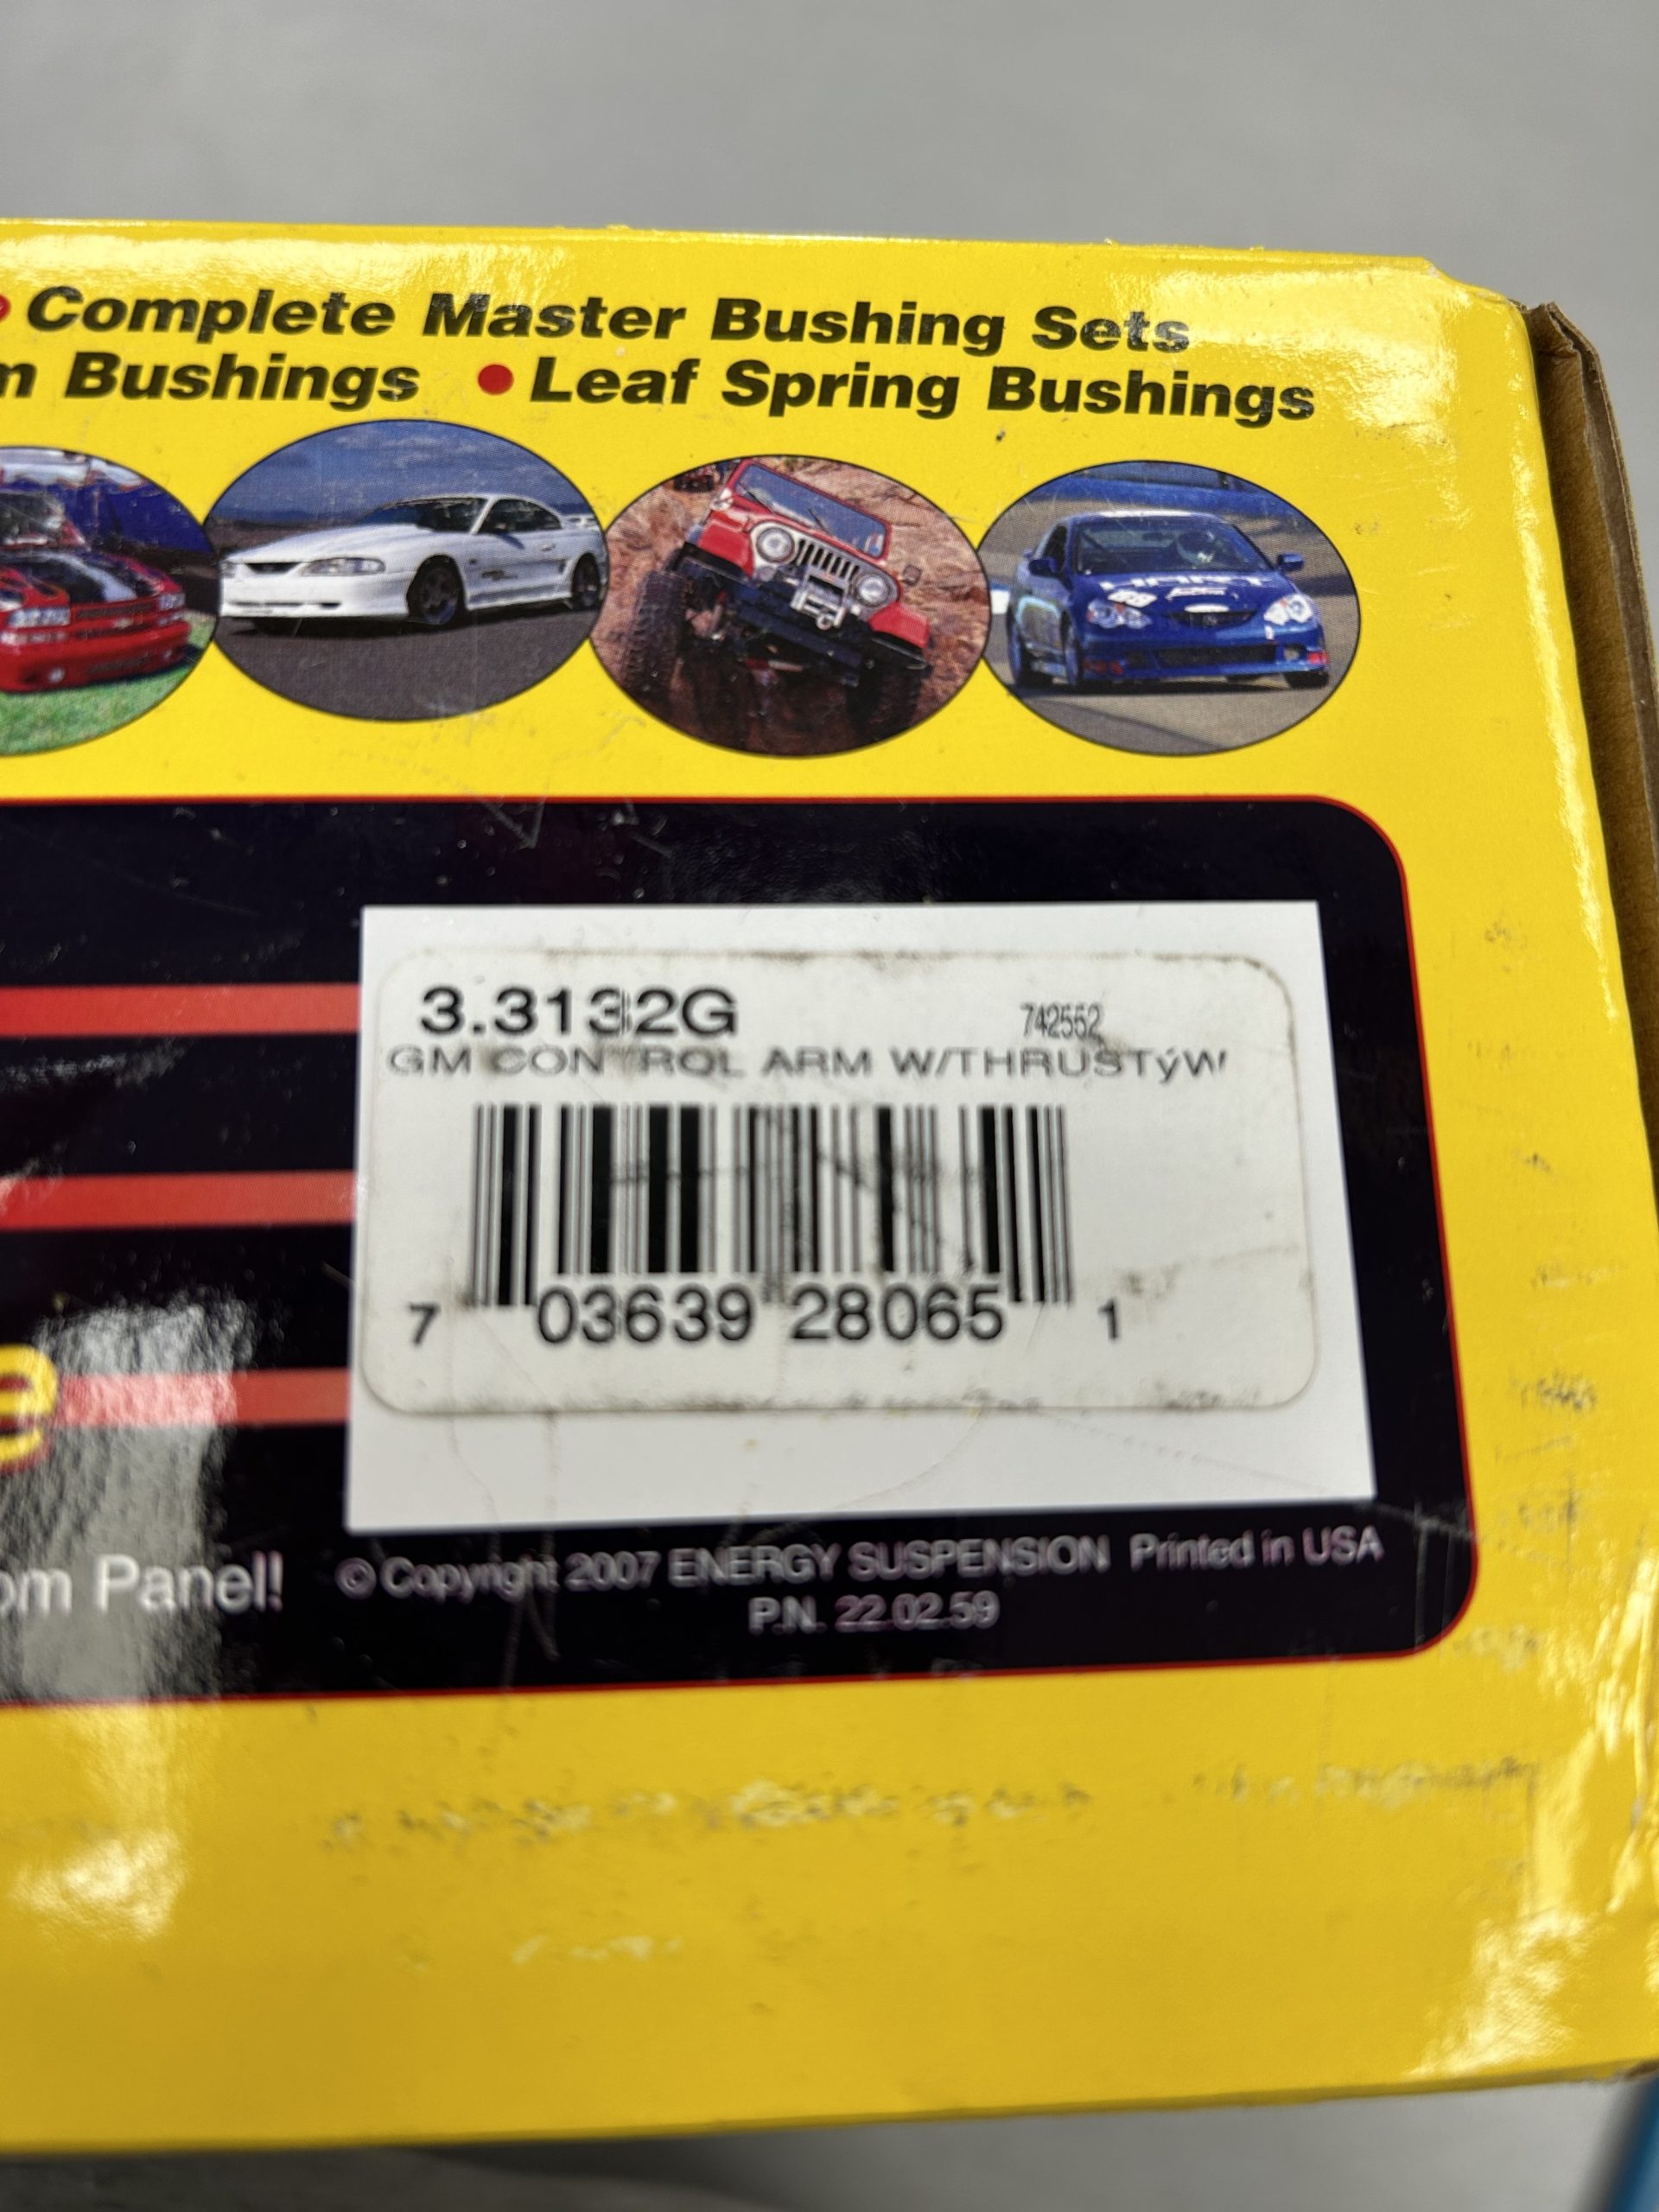 • Complete Master Bushing Sets
m Bushings • Leaf Spring Bushings
3.3132G 742552
GM CONTROL ARM W/THRUSTýW
7 03639 28065 1
e
om Panel!
© Copyright 2007 ENERGY SUSPENSION Printed in USA
P.N. 22.02.59